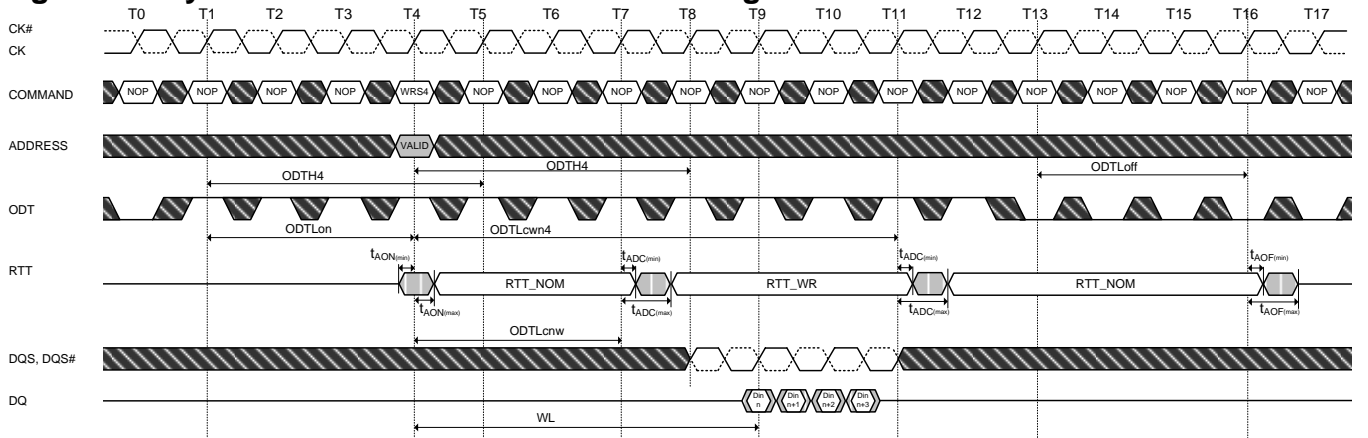 T0 T1 T2 T3 T4 T5 T6 T7 T8 T9 T10 T11 T12 T13 T14 T15 T16 T17
CK#
CK
COMMAND NOP NOP NOP NOP WRS4 NOP NOP NOP NOP NOP NOP NOP NOP NOP NOP NOP NOP NOP
ADDRESS VALID
ODTH4 ODTH4 ODTLoff
ODT
ODTLon ODTLcwn4
tAON(min) tADC(min) tADC(min) tAOF(min)
RTT RTT_NOM RTT_WR RTT_NOM
tAON(max) tADC(max) tADC(max) tAOF(max)
ODTLcnw
DQS, DQS#
DQ Din n Din n+1 Din n+2 Din n+3
WL